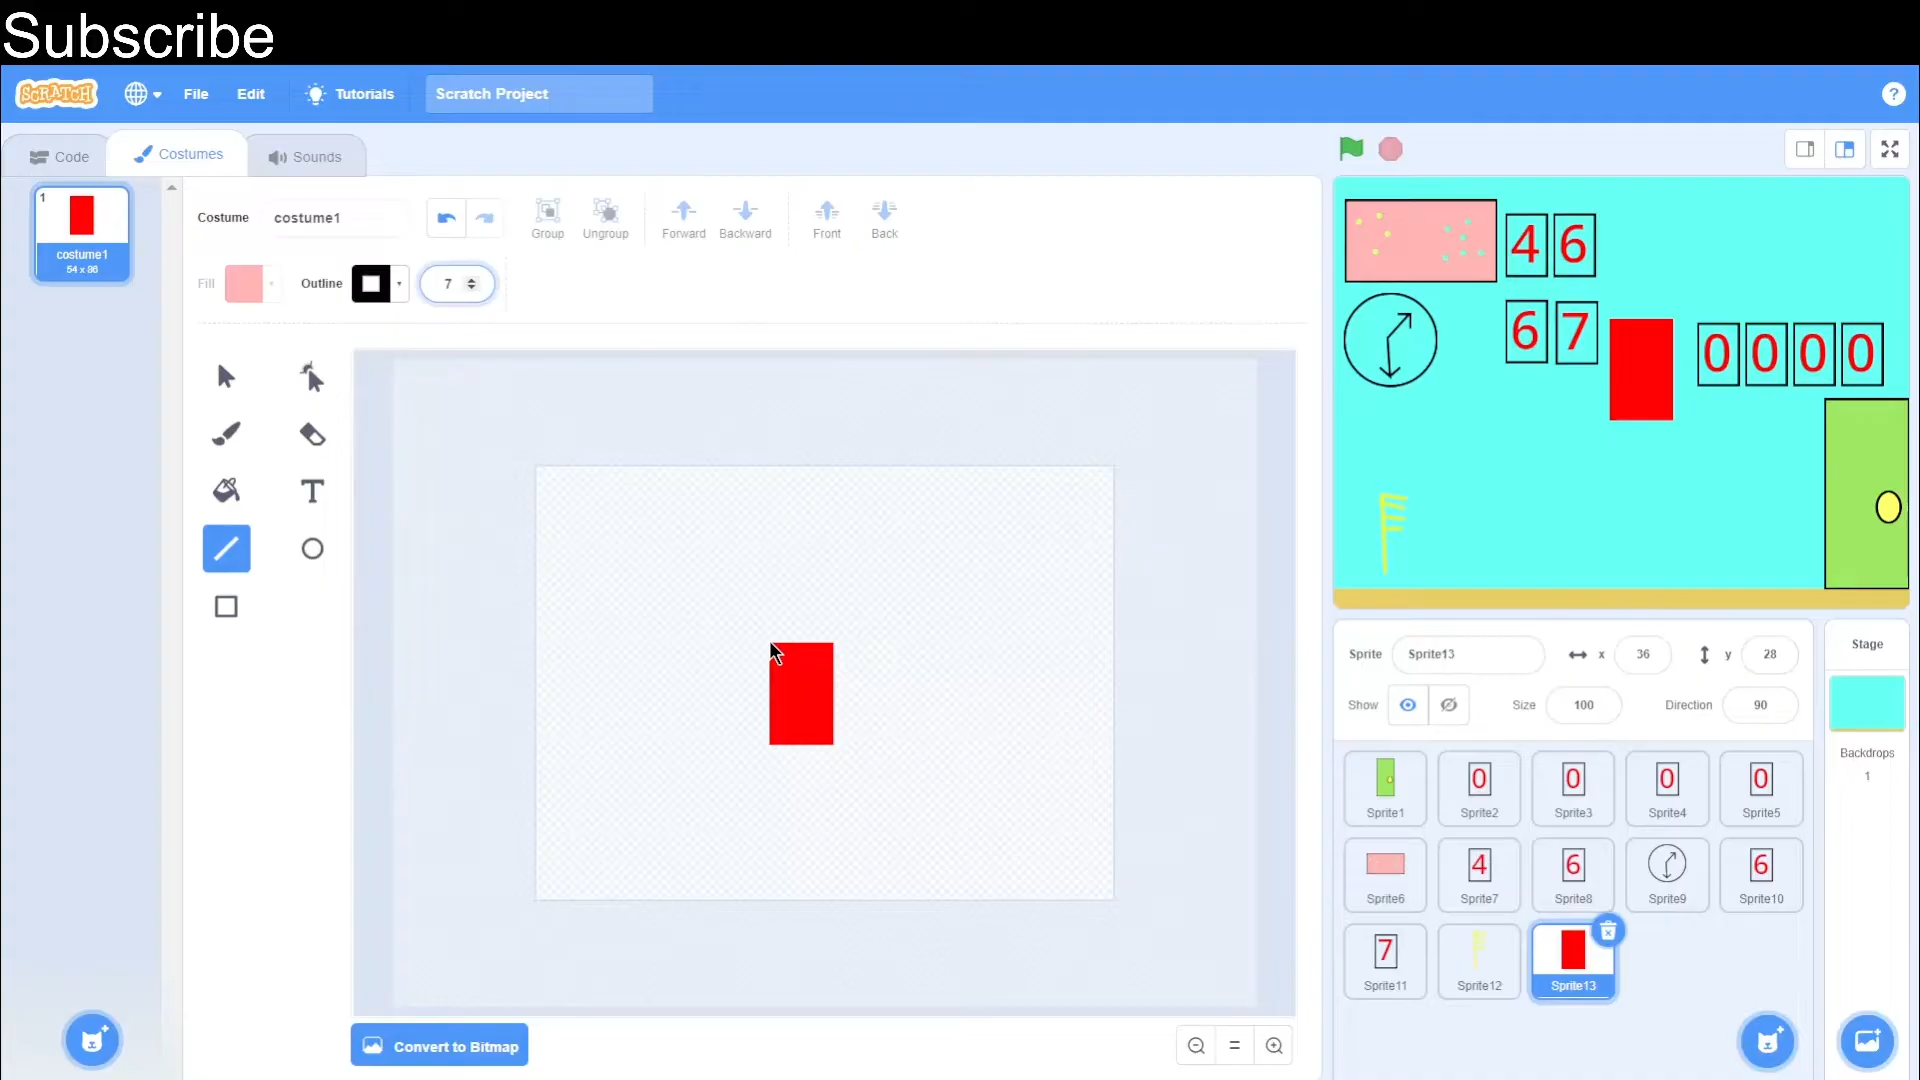 Subscribe
SCRATCH
File
Edit
Tutorials
Scratch Project
?
Code
Costumes
Sounds
1
costume1
54 x 86
Costume
costume1
Group
Ungroup
Forward
Backward
Front
Back
Fill
Outline
7
T
4 6
6 7
0 0 0 0
Convert to Bitmap
Sprite
Sprite13
x
36
y
28
Show
Size
100
Direction
90
Stage
Backdrops
1
Sprite1
0
Sprite2
0
Sprite3
0
Sprite4
0
Sprite5
Sprite6
4
Sprite7
6
Sprite8
Sprite9
6
Sprite10
7
Sprite11
Sprite12
Sprite13